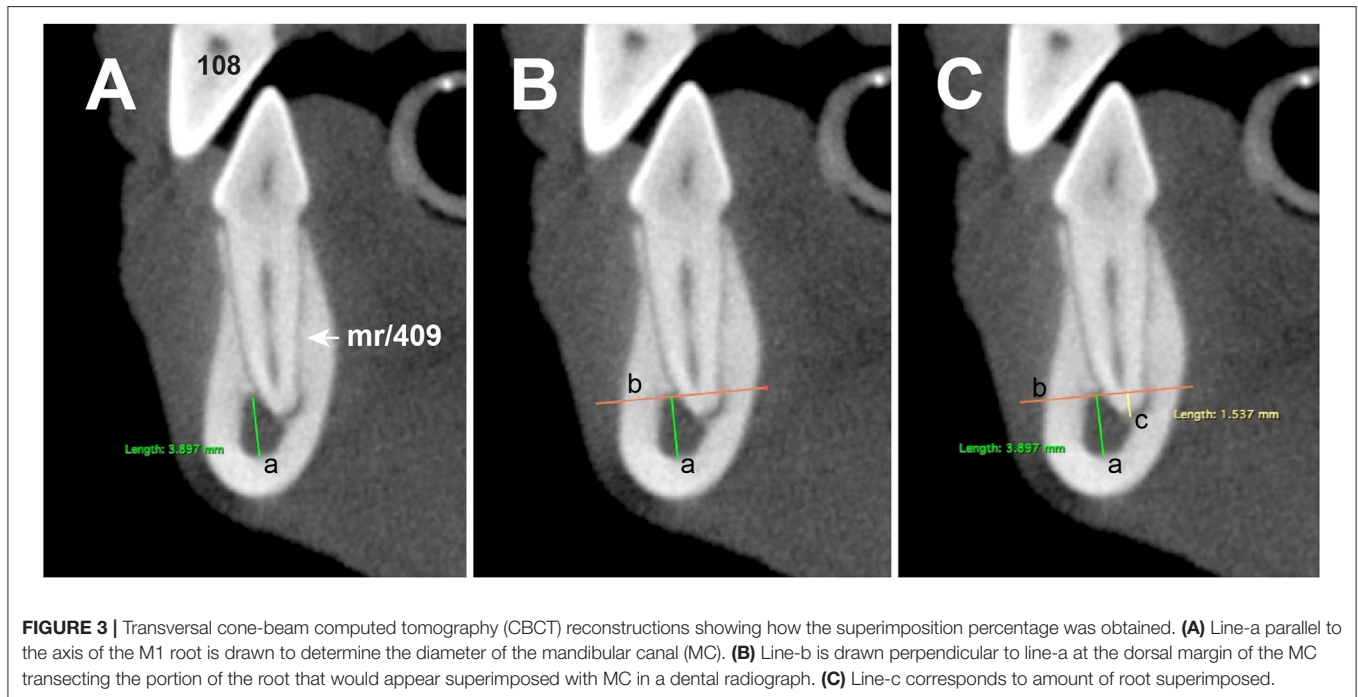 A
108
mr/409
Length: 3.897 mm
a
B
b
a
C
b
c
Length: 1.537 mm
Length: 3.897 mm
a
FIGURE 3 | Transversal cone-beam computed tomography (CBCT) reconstructions showing how the superimposition percentage was obtained. (A) Line-a parallel to
the axis of the M1 root is drawn to determine the diameter of the mandibular canal (MC). (B) Line-b is drawn perpendicular to line-a at the dorsal margin of the MC
transecting the portion of the root that would appear superimposed with MC in a dental radiograph. (C) Line-c corresponds to amount of root superimposed.